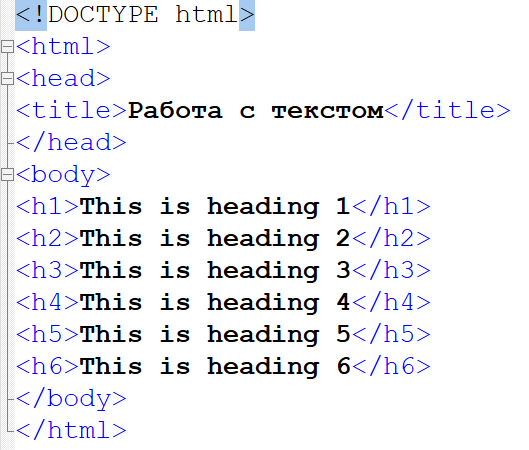 <!DOCTYPE html>
<html>
<head>
<title>Работа с текстом</title>
</head>
<body>
<h1>This is heading 1</h1>
<h2>This is heading 2</h2>
<h3>This is heading 3</h3>
<h4>This is heading 4</h4>
<h5>This is heading 5</h5>
<h6>This is heading 6</h6>
</body>
</html>